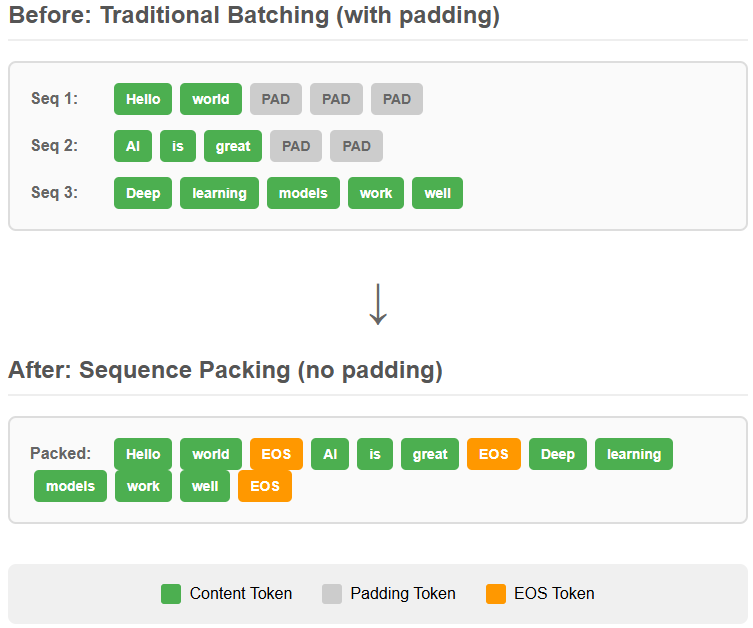 Before: Traditional Batching (with padding)
Seq 1: Hello world PAD PAD PAD
Seq 2: AI is great PAD PAD
Seq 3: Deep learning models work well
↓
After: Sequence Packing (no padding)
Packed: Hello world EOS AI is great EOS Deep learning
models work well EOS
Content Token Padding Token EOS Token